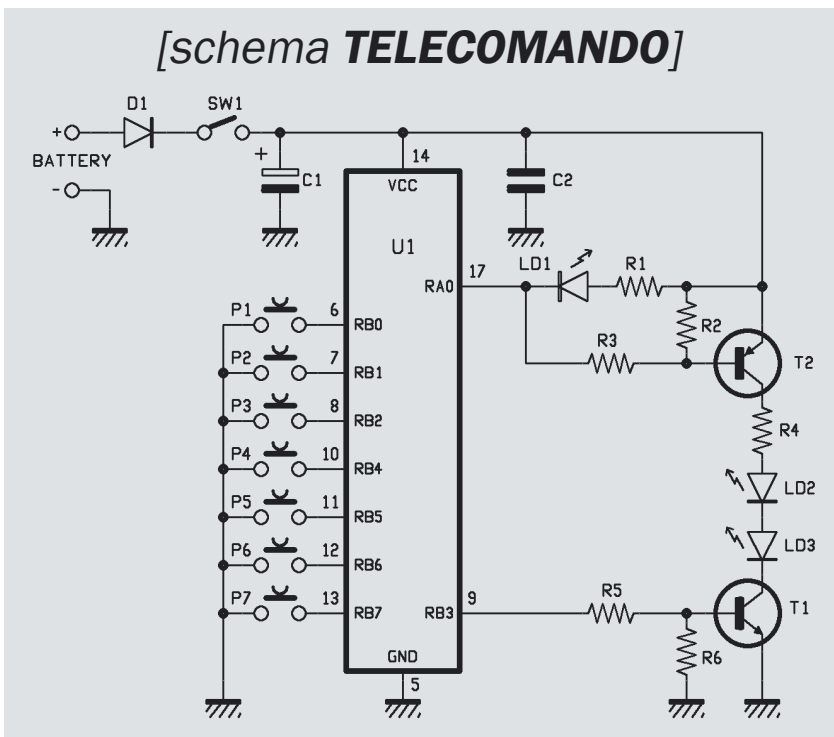 [schema TELECOMANDO]
D1 SW1
+ BATTERY -
+ C1
14
VCC
C2
U1
RA0 17 LD1 R1
R2
R3
T2
R4
LD2
LD3
P1 6 RB0
P2 7 RB1
P3 8 RB2
P4 10 RB4
P5 11 RB5
P6 12 RB6
P7 13 RB7
RB3 9 R5
T1
R6
GND
5